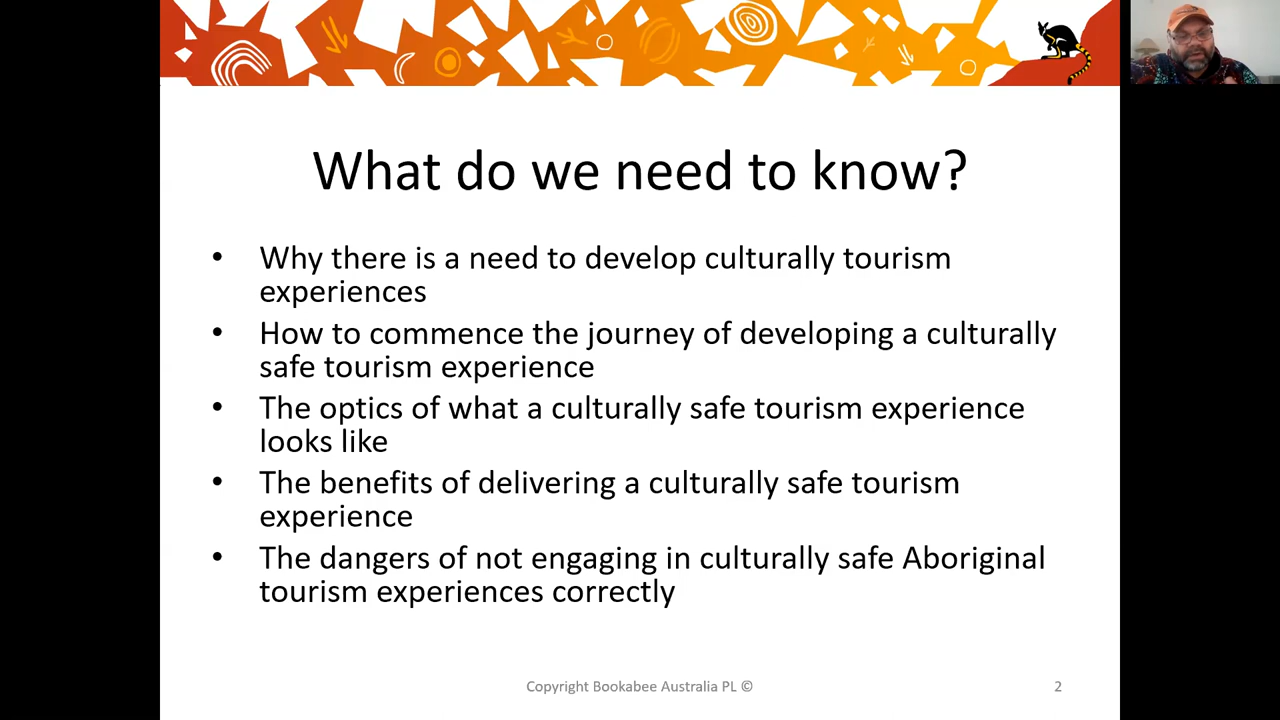 What do we need to know?
• Why there is a need to develop culturally tourism
experiences
• How to commence the journey of developing a culturally
safe tourism experience
• The optics of what a culturally safe tourism experience
looks like
• The benefits of delivering a culturally safe tourism
experience
• The dangers of not engaging in culturally safe Aboriginal
tourism experiences correctly
Copyright Bookabee Australia PL ©
2